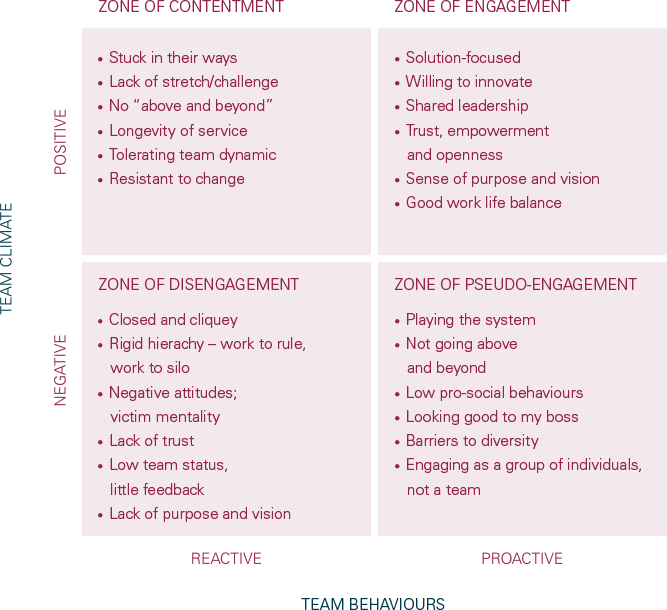 ZONE OF CONTENTMENT
• Stuck in their ways
• Lack of stretch/challenge
• No “above and beyond”
• Longevity of service
• Tolerating team dynamic
• Resistant to change
ZONE OF ENGAGEMENT
• Solution-focused
• Willing to innovate
• Shared leadership
• Trust, empowerment
and openness
• Sense of purpose and vision
• Good work life balance
ZONE OF DISENGAGEMENT
• Closed and cliquey
• Rigid hierachy – work to rule,
work to silo
• Negative attitudes;
victim mentality
• Lack of trust
• Low team status,
little feedback
• Lack of purpose and vision
ZONE OF PSEUDO-ENGAGEMENT
• Playing the system
• Not going above
and beyond
• Low pro-social behaviours
• Looking good to my boss
• Barriers to diversity
• Engaging as a group of individuals,
not a team
TEAM CLIMATE
POSITIVE
NEGATIVE
REACTIVE
PROACTIVE
TEAM BEHAVIOURS